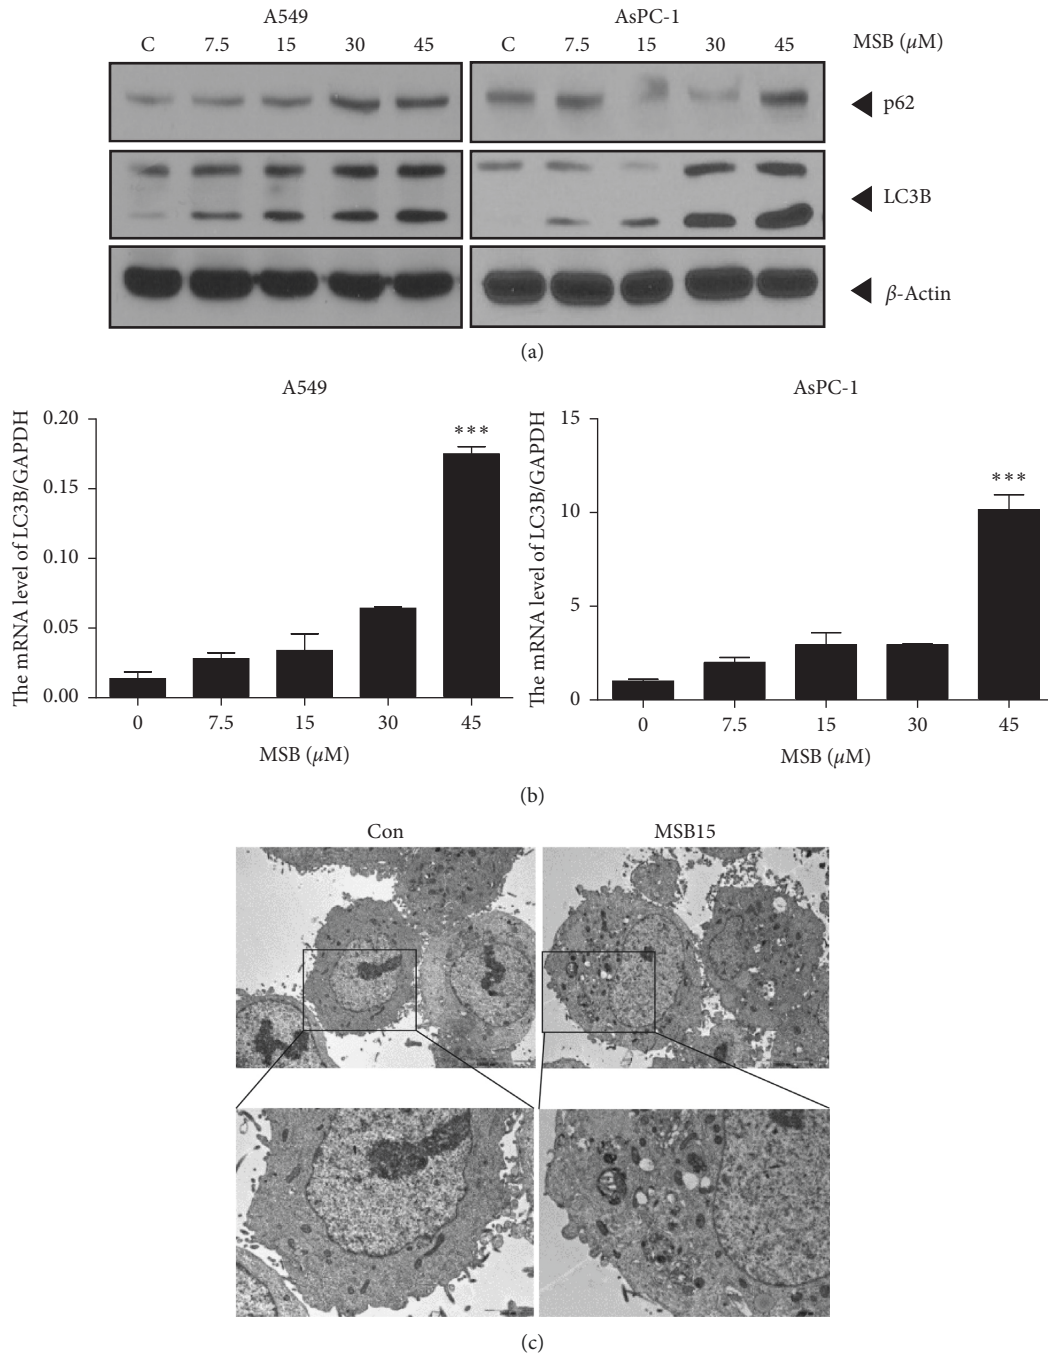 A549 AsPC-1
C 7.5 15 30 45 C 7.5 15 30 45 MSB (μM)
p62
LC3B
β-Actin
(a)
A549
The mRNA level of LC3B/GAPDH
0.20
0.15
0.10
0.05
0.00
***
0 7.5 15 30 45
MSB (μM)
AsPC-1
The mRNA level of LC3B/GAPDH
15
10
5
0
***
0 7.5 15 30 45
MSB (μM)
(b)
Con MSB15
(c)